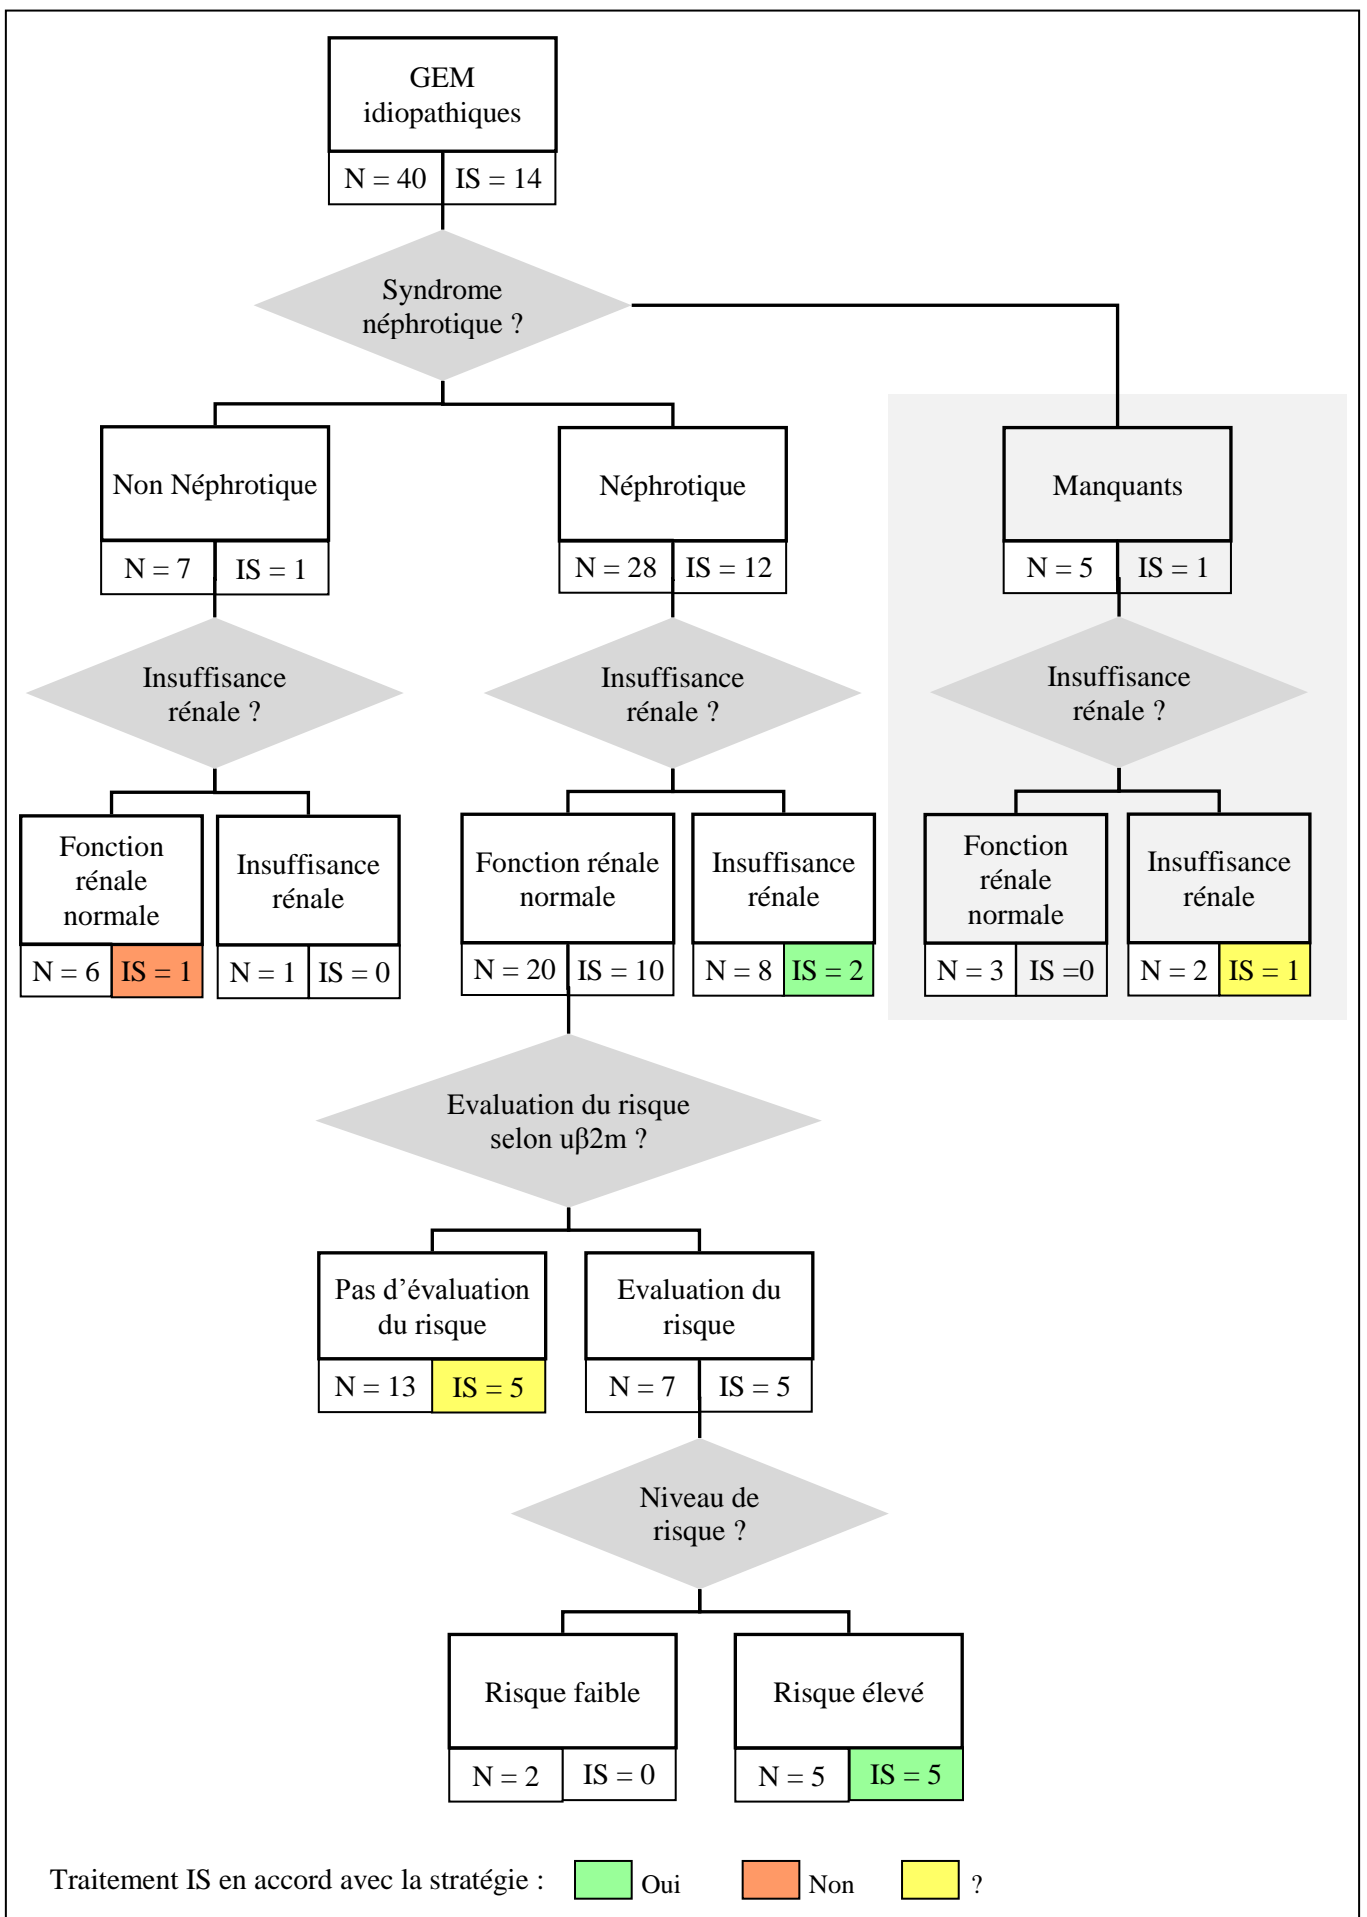 GEM
idiopathiques
N = 40 IS = 14
Syndrome
néphrotique ?
Non Néphrotique
N = 7 IS = 1
Néphrotique
N = 28 IS = 12
Manquants
N = 5 IS = 1
Insuffisance
rénale ?
Insuffisance
rénale ?
Insuffisance
rénale ?
Fonction
rénale
normale
N = 6 IS = 1
Insuffisance
rénale
N = 1 IS = 0
Fonction rénale
normale
N = 20 IS = 10
Insuffisance
rénale
N = 8 IS = 2
Fonction
rénale
normale
N = 3 IS =0
Insuffisance
rénale
N = 2 IS = 1
Evaluation du risque
selon uβ2m ?
Pas d’évaluation
du risque
N = 13 IS = 5
Evaluation du
risque
N = 7 IS = 5
Niveau de
risque ?
Risque faible
N = 2 IS = 0
Risque élevé
N = 5 IS = 5
Traitement IS en accord avec la stratégie : Oui Non ?